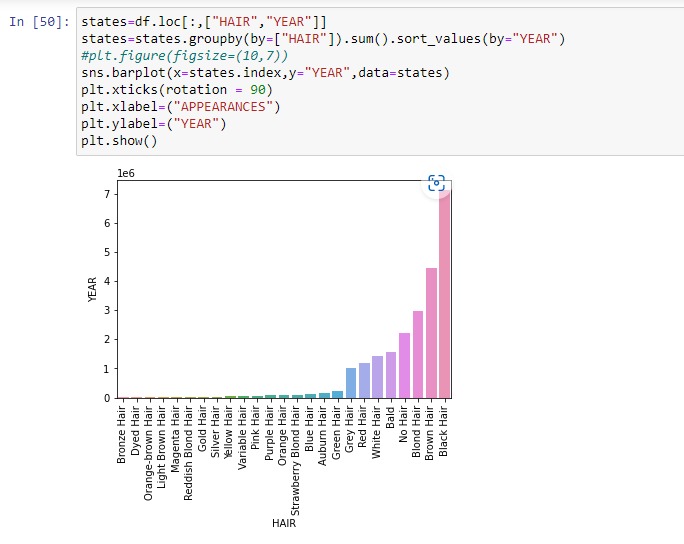 In [50]:
states=df.loc[:,["HAIR","YEAR"]]
states=states.groupby(by=["HAIR"]).sum().sort_values(by="YEAR")
#plt.figure(figsize=(10,7))
sns.barplot(x=states.index,y="YEAR",data=states)
plt.xticks(rotation = 90)
plt.xlabel=("APPEARANCES")
plt.ylabel=("YEAR")
plt.show()
1e6
7
6
5
4
3
2
1
0
YEAR
Bronze Hair
Dyed Hair
Orange-brown Hair
Light Brown Hair
Magenta Hair
Reddish Blond Hair
Gold Hair
Silver Hair
Yellow Hair
Variable Hair
Pink Hair
Purple Hair
Orange Hair
Strawberry Blond Hair
Blue Hair
Auburn Hair
Green Hair
Grey Hair
Red Hair
White Hair
Bald
No Hair
Blond Hair
Brown Hair
Black Hair
HAIR